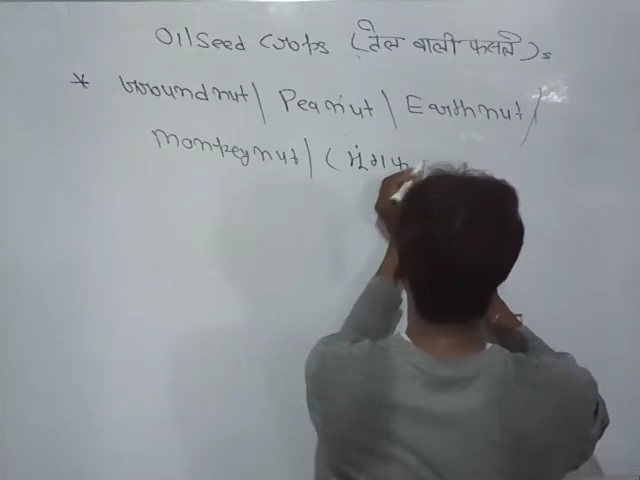 Oilseed Crops (तेल वाली फसलें):
* Groundnut / Peanut / Earthnut /
Monkeynut / (मूंगफ